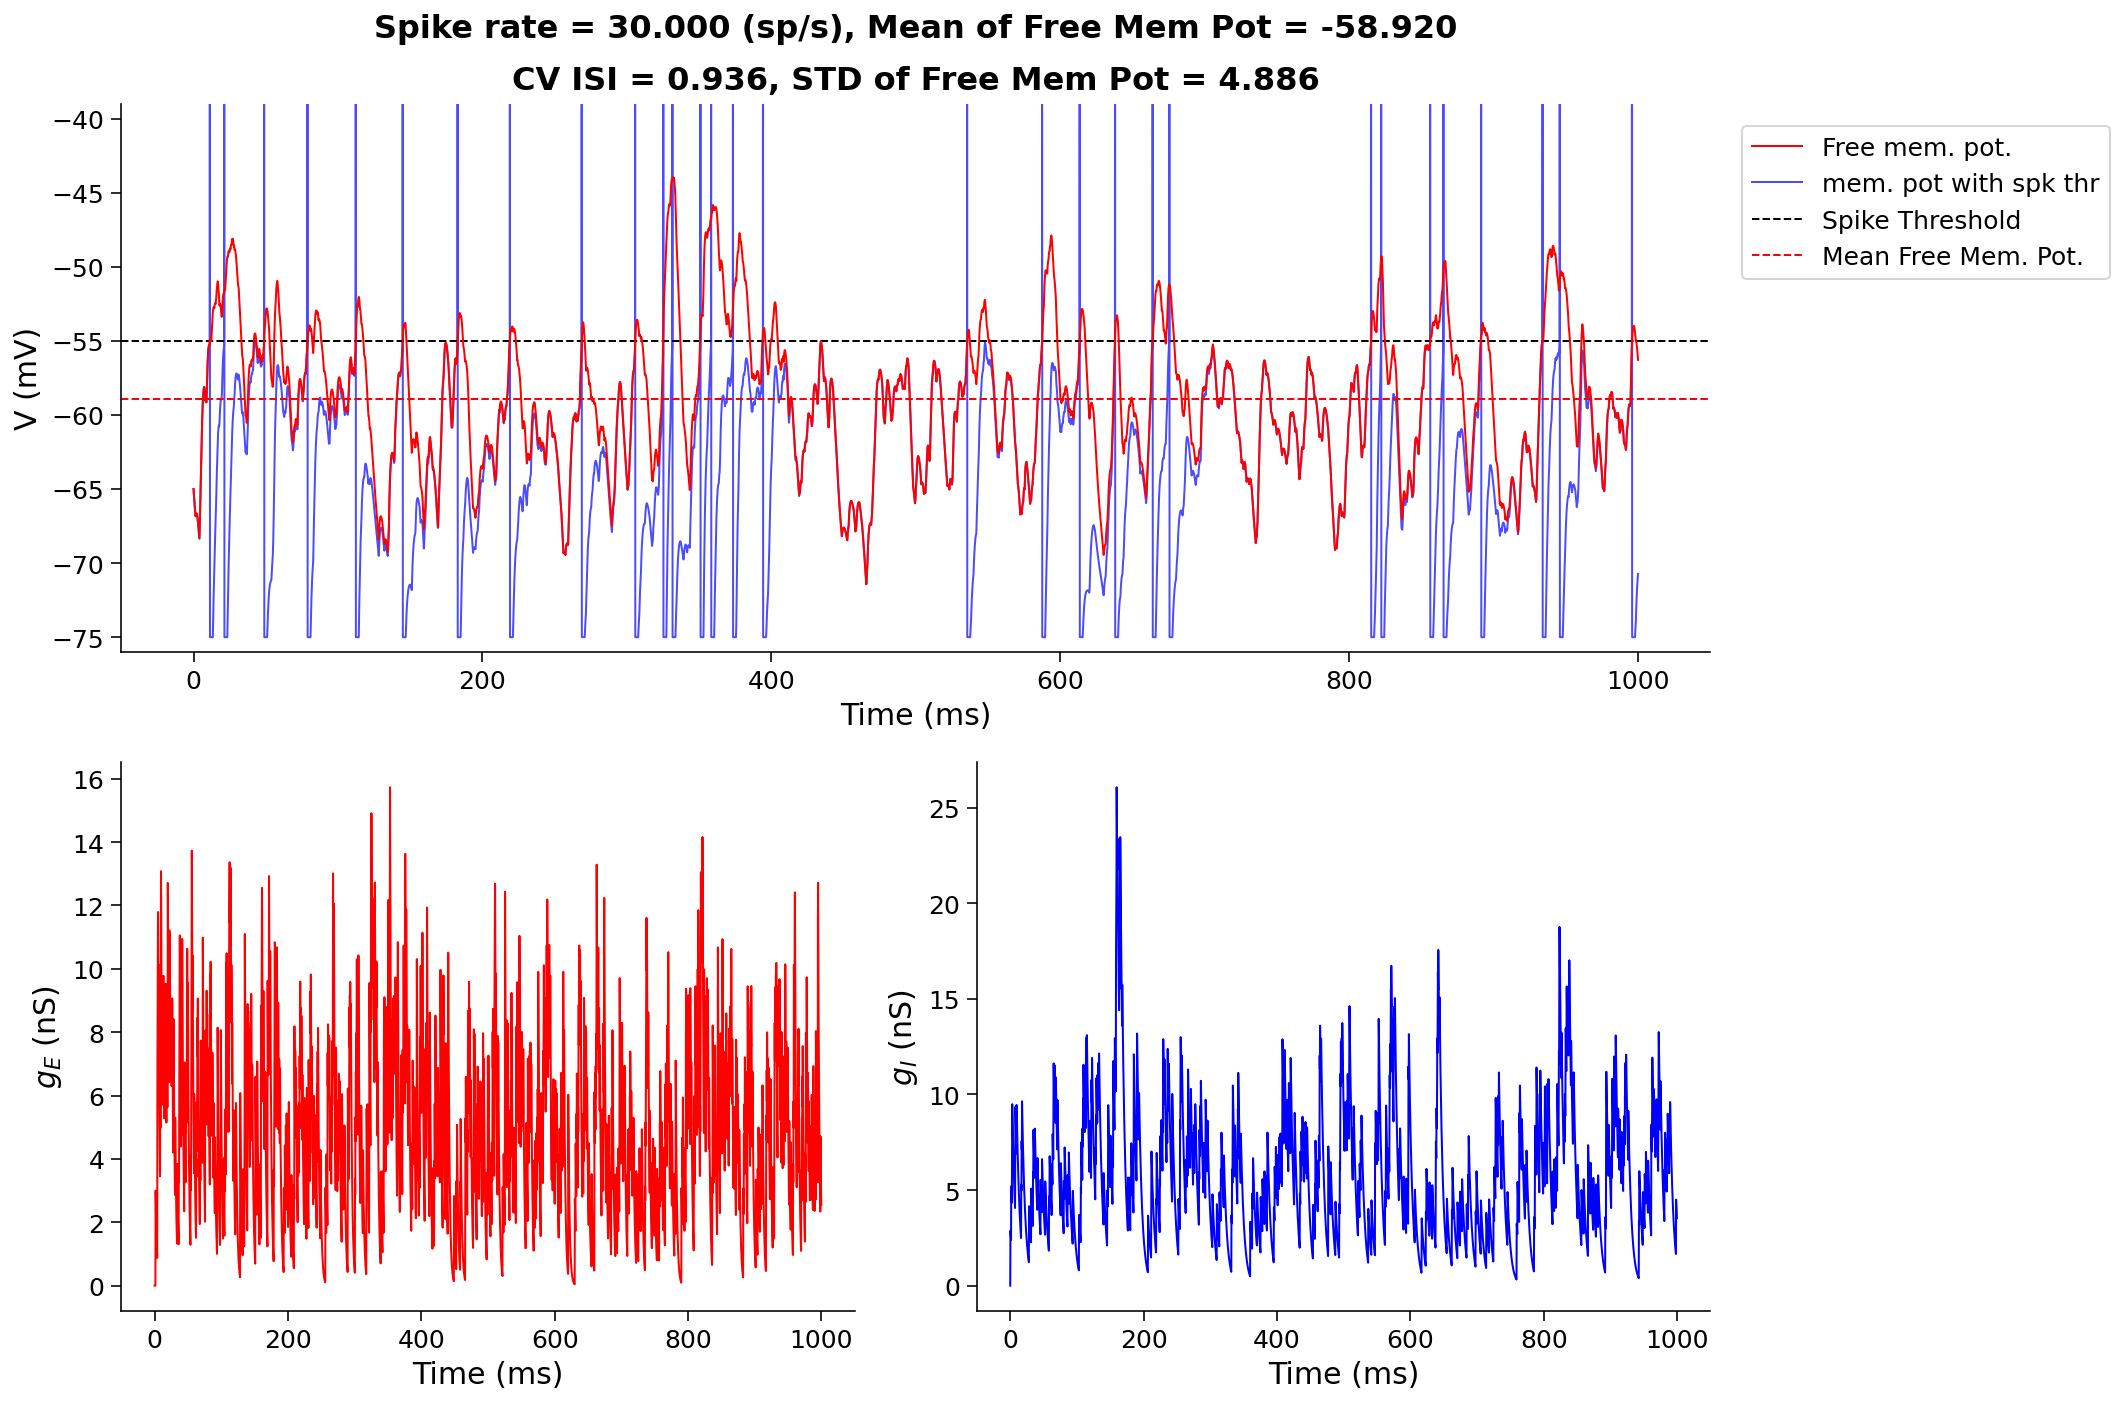 Spike rate = 30.000 (sp/s), Mean of Free Mem Pot = -58.920
CV ISI = 0.936, STD of Free Mem Pot = 4.886
−40
−45
−50
−55
−60
−65
−70
−75
V (mV)
0 200 400 600 800 1000
Time (ms)
Free mem. pot.
mem. pot with spk thr
Spike Threshold
Mean Free Mem. Pot.
16
14
12
10
8
6
4
2
0
g_E (nS)
0 200 400 600 800 1000
Time (ms)
25
20
15
10
5
0
g_I (nS)
0 200 400 600 800 1000
Time (ms)